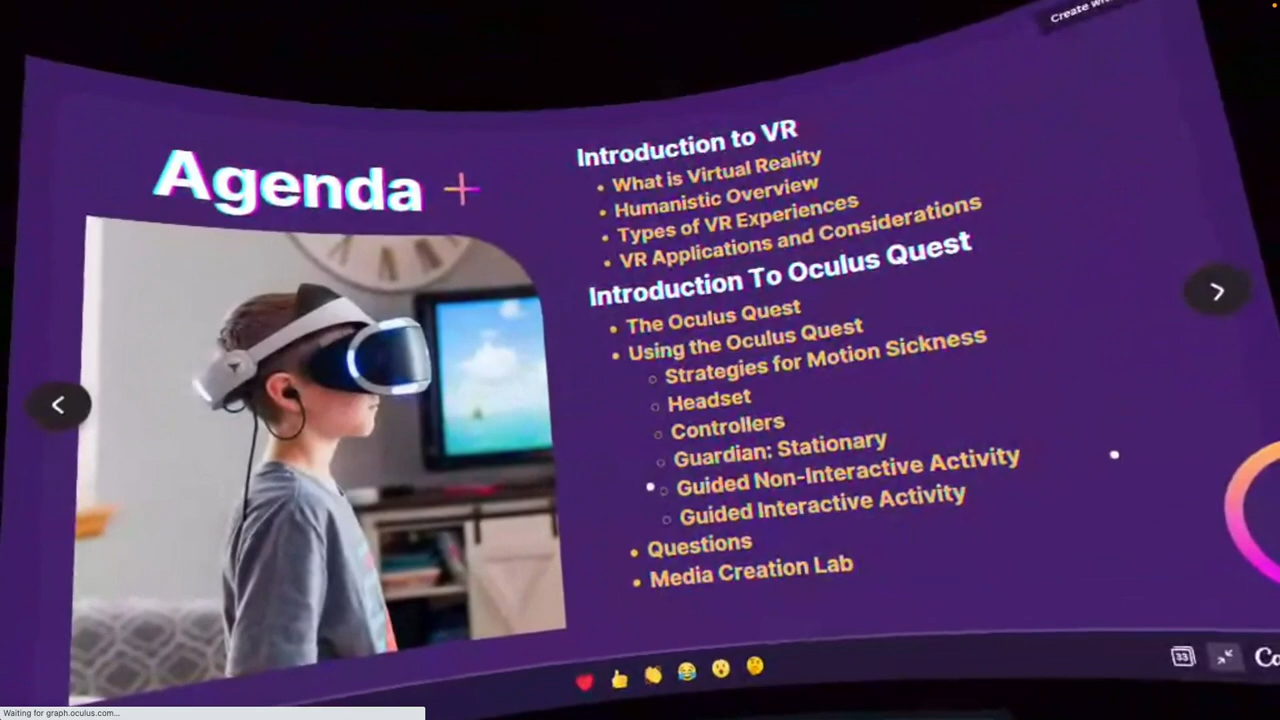 Agenda
Introduction to VR
• What is Virtual Reality
• Humanistic Overview
• Types of VR Experiences
• VR Applications and Considerations
Introduction To Oculus Quest
• The Oculus Quest
• Using the Oculus Quest
○ Strategies for Motion Sickness
○ Headset
○ Controllers
○ Guardian: Stationary
○ Guided Non-Interactive Activity
○ Guided Interactive Activity
• Questions
• Media Creation Lab
Create
33
Waiting for graph.oculus.com...